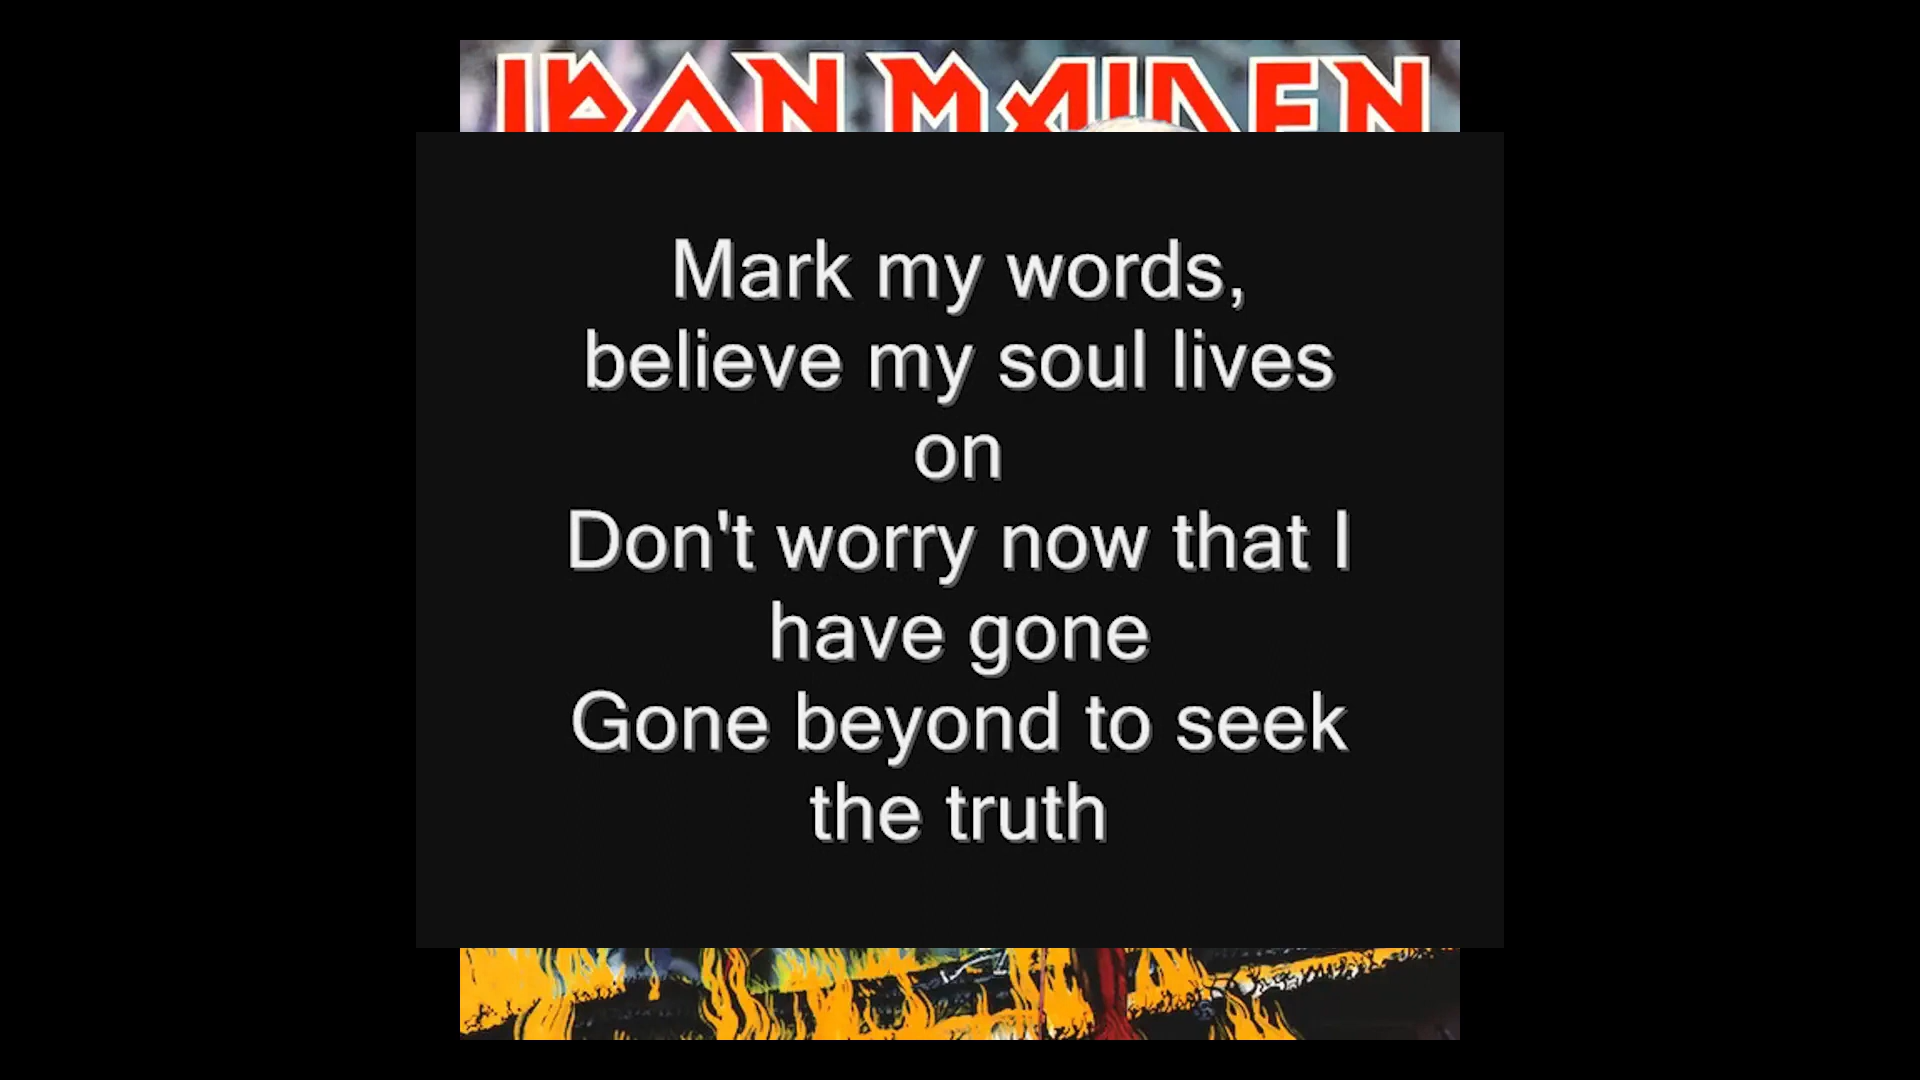 IRON MAIDEN
Mark my words,
believe my soul lives
on
Don't worry now that I
have gone
Gone beyond to seek
the truth